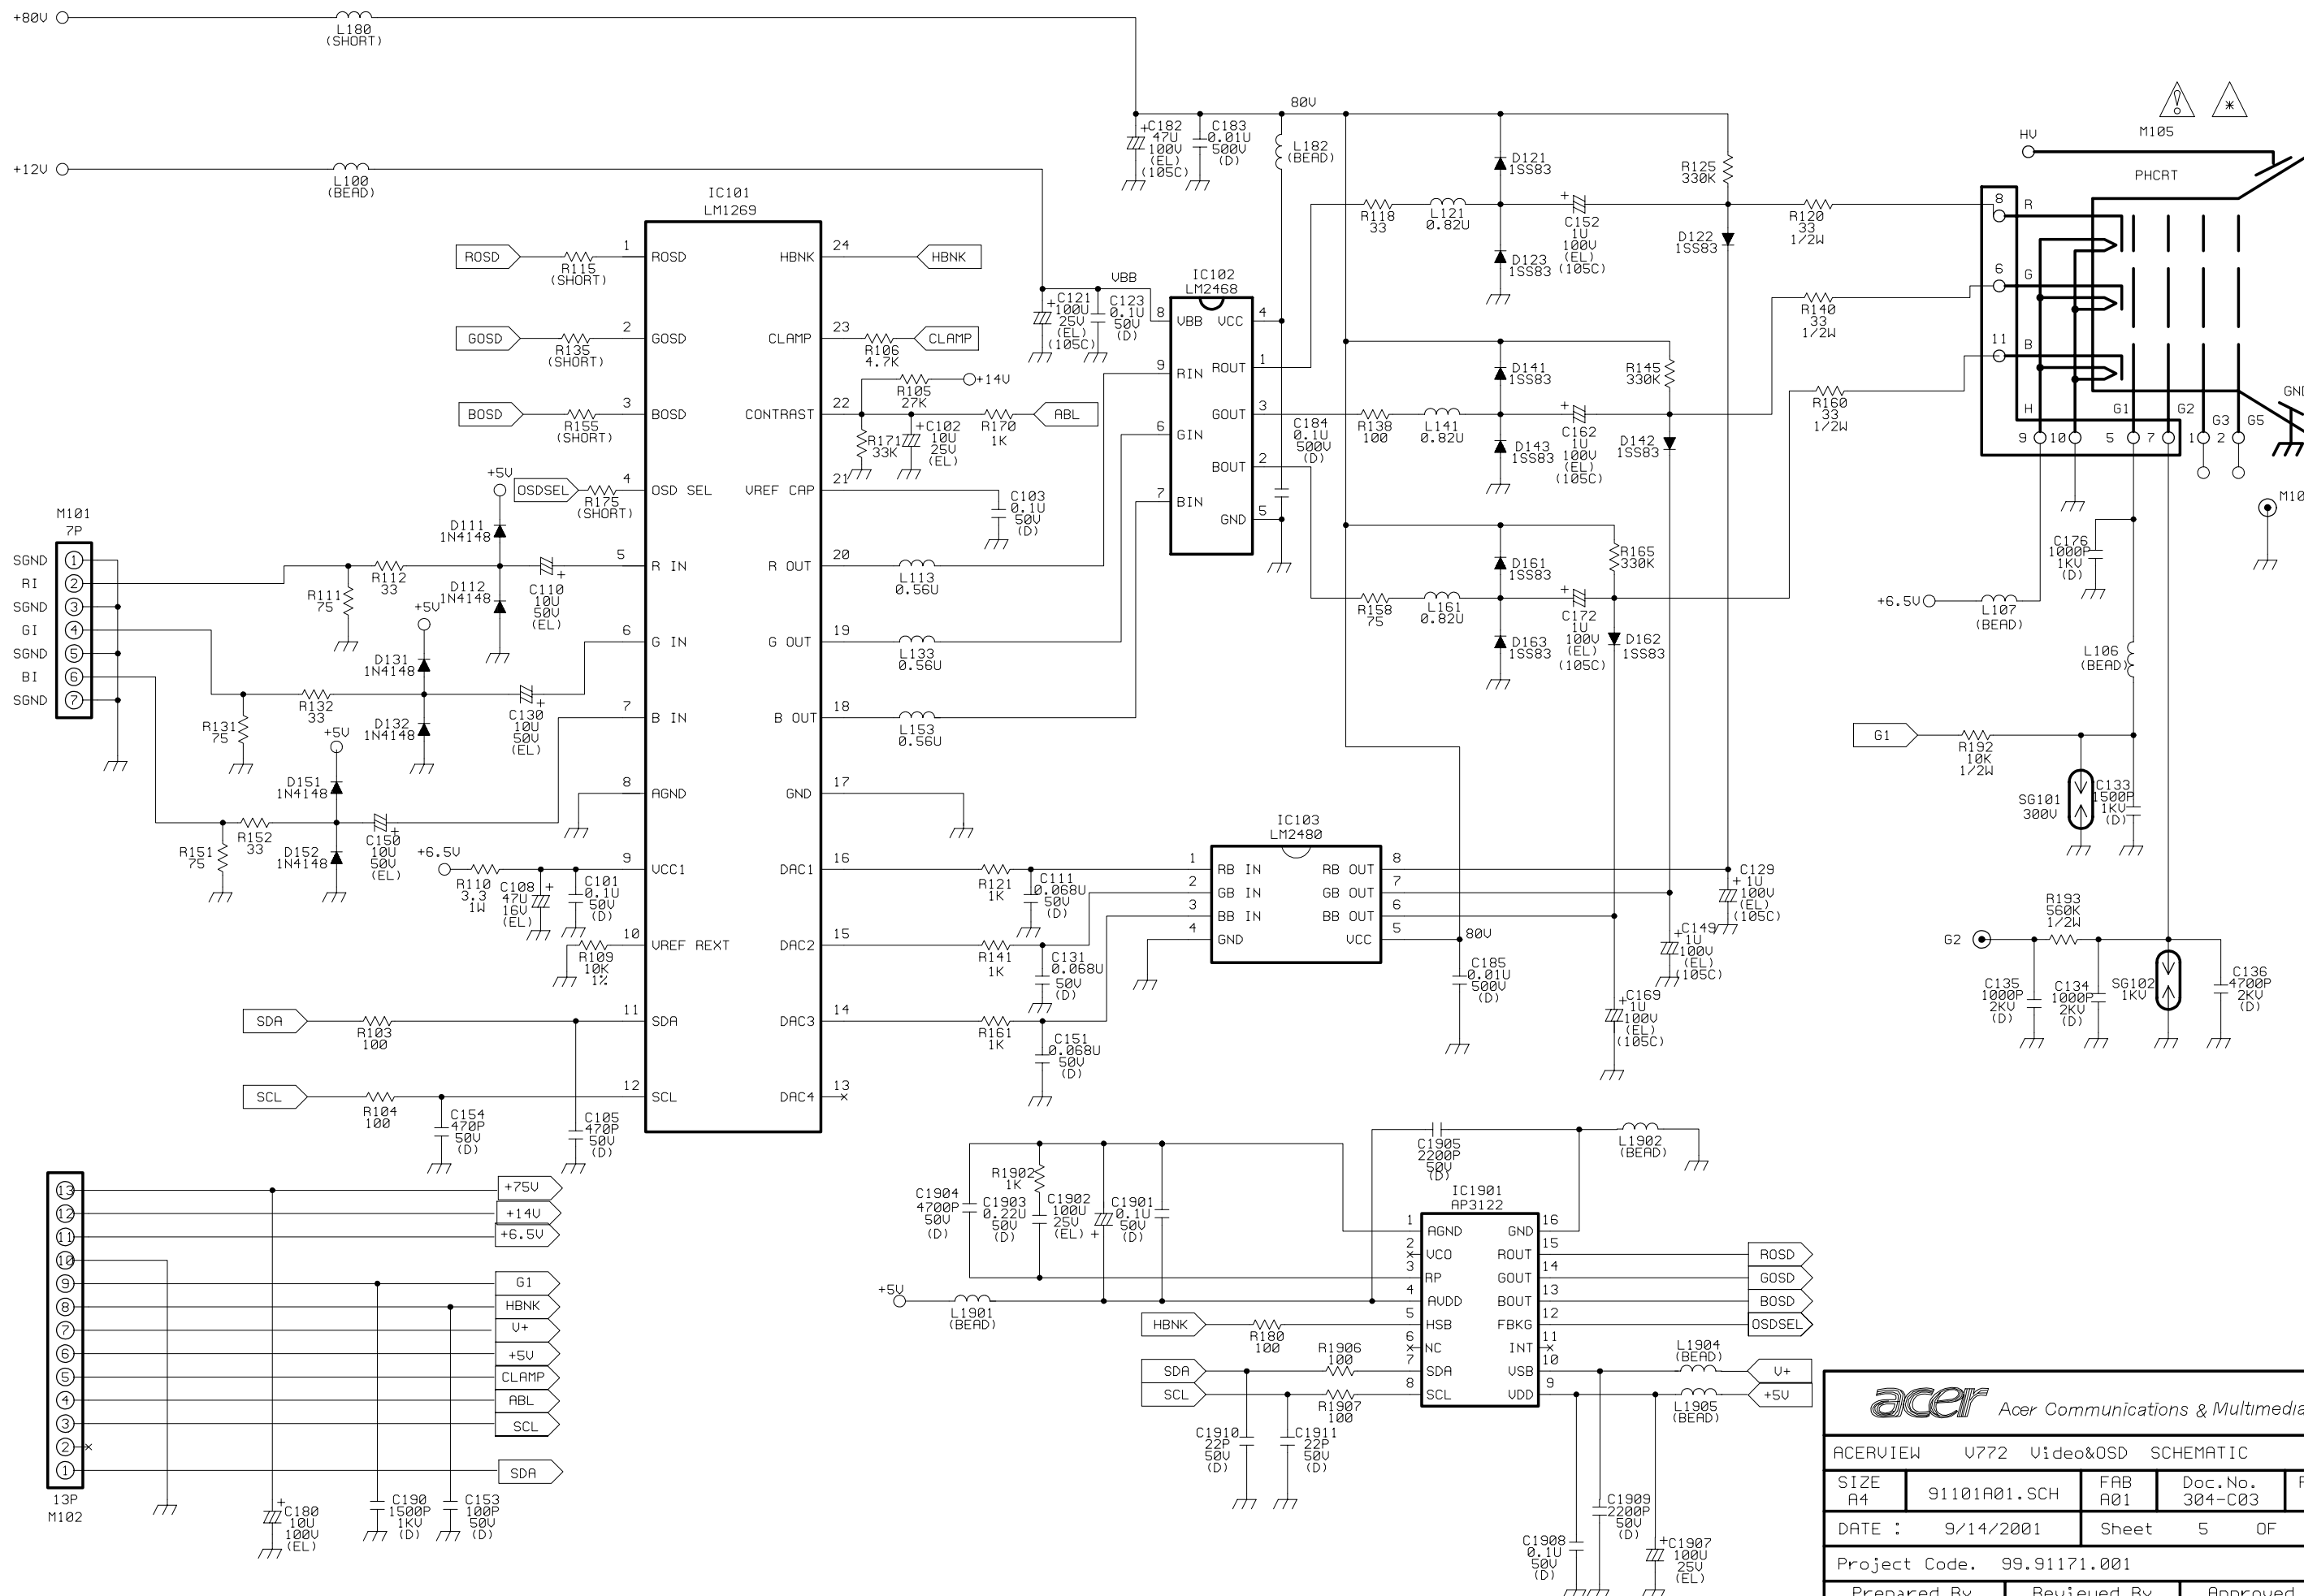 +80V
L180
(SHORT)
+12V
L100
(BEAD)
80V
C182
47U
100V
(EL)
(105C)
C183
0.01U
500V
(D)
L182
(BEAD)
D121
1SS83
R125
330K
HV
M105
PHCRT
IC101
LM1269
ROSD
R115
(SHORT)
1
ROSD
HBNK
24
HBNK
GOSD
R135
(SHORT)
2
GOSD
CLAMP
23
R106
4.7K
CLAMP
BOSD
R155
(SHORT)
3
BOSD
CONTRAST
22
R105
27K
+14V
R170
1K
ABL
R171
33K
C102
10U
25V
(EL)
OSDSEL
R175
(SHORT)
4
OSD SEL
VREF CAP
21
C103
0.1U
50V
(D)
VBB
C121
100U
25V
(EL)
(105C)
C123
0.1U
50V
(D)
IC102
LM2468
8
VBB
VCC
4
9
RIN
ROUT
1
6
GIN
GOUT
3
BOUT
2
7
BIN
GND
5
C184
0.1U
500V
(D)
R118
33
L121
0.82U
C152
1U
100V
(EL)
(105C)
D123
1SS83
D122
1SS83
R120
33
1/2W
D141
1SS83
R145
330K
R138
100
L141
0.82U
D143
1SS83
C162
1U
100V
(EL)
(105C)
D142
1SS83
R140
33
1/2W
D161
1SS83
R165
330K
R158
75
L161
0.82U
D163
1SS83
C172
1U
100V
(EL)
(105C)
D162
1SS83
R160
33
1/2W
8
R
6
G
11
B
H
G1
G2
G3
G5
9
10
5
7
1
2
GND
M10
C176
1000P
1KV
(D)
+6.5V
L107
(BEAD)
L106
(BEAD)
G1
R192
10K
1/2W
SG101
300V
C133
1500P
1KV
(D)
R193
560K
1/2W
G2
C135
1000P
2KV
(D)
C134
1000P
2KV
(D)
SG102
1KV
C136
4700P
2KV
(D)
M101
7P
SGND
1
RI
2
SGND
3
GI
4
SGND
5
BI
6
SGND
7
+5V
D111
1N4148
R112
33
R111
75
D112
1N4148
C110
10U
50V
(EL)
5
R IN
R OUT
20
L113
0.56U
+5V
D131
1N4148
R132
33
R131
75
D132
1N4148
C130
10U
50V
(EL)
6
G IN
G OUT
19
L133
0.56U
+5V
D151
1N4148
R152
33
R151
75
D152
1N4148
C150
10U
50V
(EL)
7
B IN
B OUT
18
L153
0.56U
8
AGND
GND
17
+6.5V
R110
3.3
1W
C108
47U
16V
(EL)
C101
0.1U
50V
(D)
9
VCC1
DAC1
16
R121
1K
C111
0.068U
50V
(D)
R109
10K
1%
10
VREF REXT
DAC2
15
R141
1K
C131
0.068U
50V
(D)
SDA
R103
100
11
SDA
DAC3
14
R161
1K
C151
0.068U
50V
(D)
SCL
R104
100
12
SCL
DAC4
13
C154
470P
50V
(D)
C105
470P
50V
(D)
IC103
LM2480
1
RB IN
RB OUT
8
2
GB IN
GB OUT
7
3
BB IN
BB OUT
6
4
GND
VCC
5
80V
C185
0.01U
500V
(D)
C129
1U
100V
(EL)
(105C)
C149
1U
100V
(EL)
(105C)
C169
1U
100V
(EL)
(105C)
13
+75V
12
+14V
11
+6.5V
10
9
G1
8
HBNK
7
V+
6
+5V
5
CLAMP
4
ABL
3
SCL
2
1
SDA
13P
M102
C180
10U
100V
(EL)
C190
1500P
1KV
(D)
C153
100P
50V
(D)
C1904
4700P
50V
(D)
R1902
1K
C1903
0.22U
50V
(D)
C1902
100U
25V
(EL)
C1901
0.1U
50V
(D)
C1905
2200P
50V
(D)
L1902
(BEAD)
IC1901
AP3122
1
AGND
GND
16
2
VCO
ROUT
15
ROSD
3
RP
GOUT
14
GOSD
+5V
L1901
(BEAD)
4
AVDD
BOUT
13
BOSD
HBNK
R180
100
5
HSB
FBKG
12
OSDSEL
6
NC
INT
11
SDA
R1906
100
7
SDA
VSB
10
L1904
(BEAD)
V+
SCL
R1907
100
8
SCL
VDD
9
L1905
(BEAD)
+5V
C1910
22P
50V
(D)
C1911
22P
50V
(D)
C1909
2200P
50V
(D)
C1908
0.1U
50V
(D)
C1907
100U
25V
(EL)
acer Acer Communications & Multimedia
ACERVIEW V772 Video&OSD SCHEMATIC
SIZE
A4
91101A01.SCH
FAB
A01
Doc.No.
304-C03
DATE : 9/14/2001
Sheet 5 OF
Project Code. 99.91171.001
Prepared By
Reviewed By
Approved